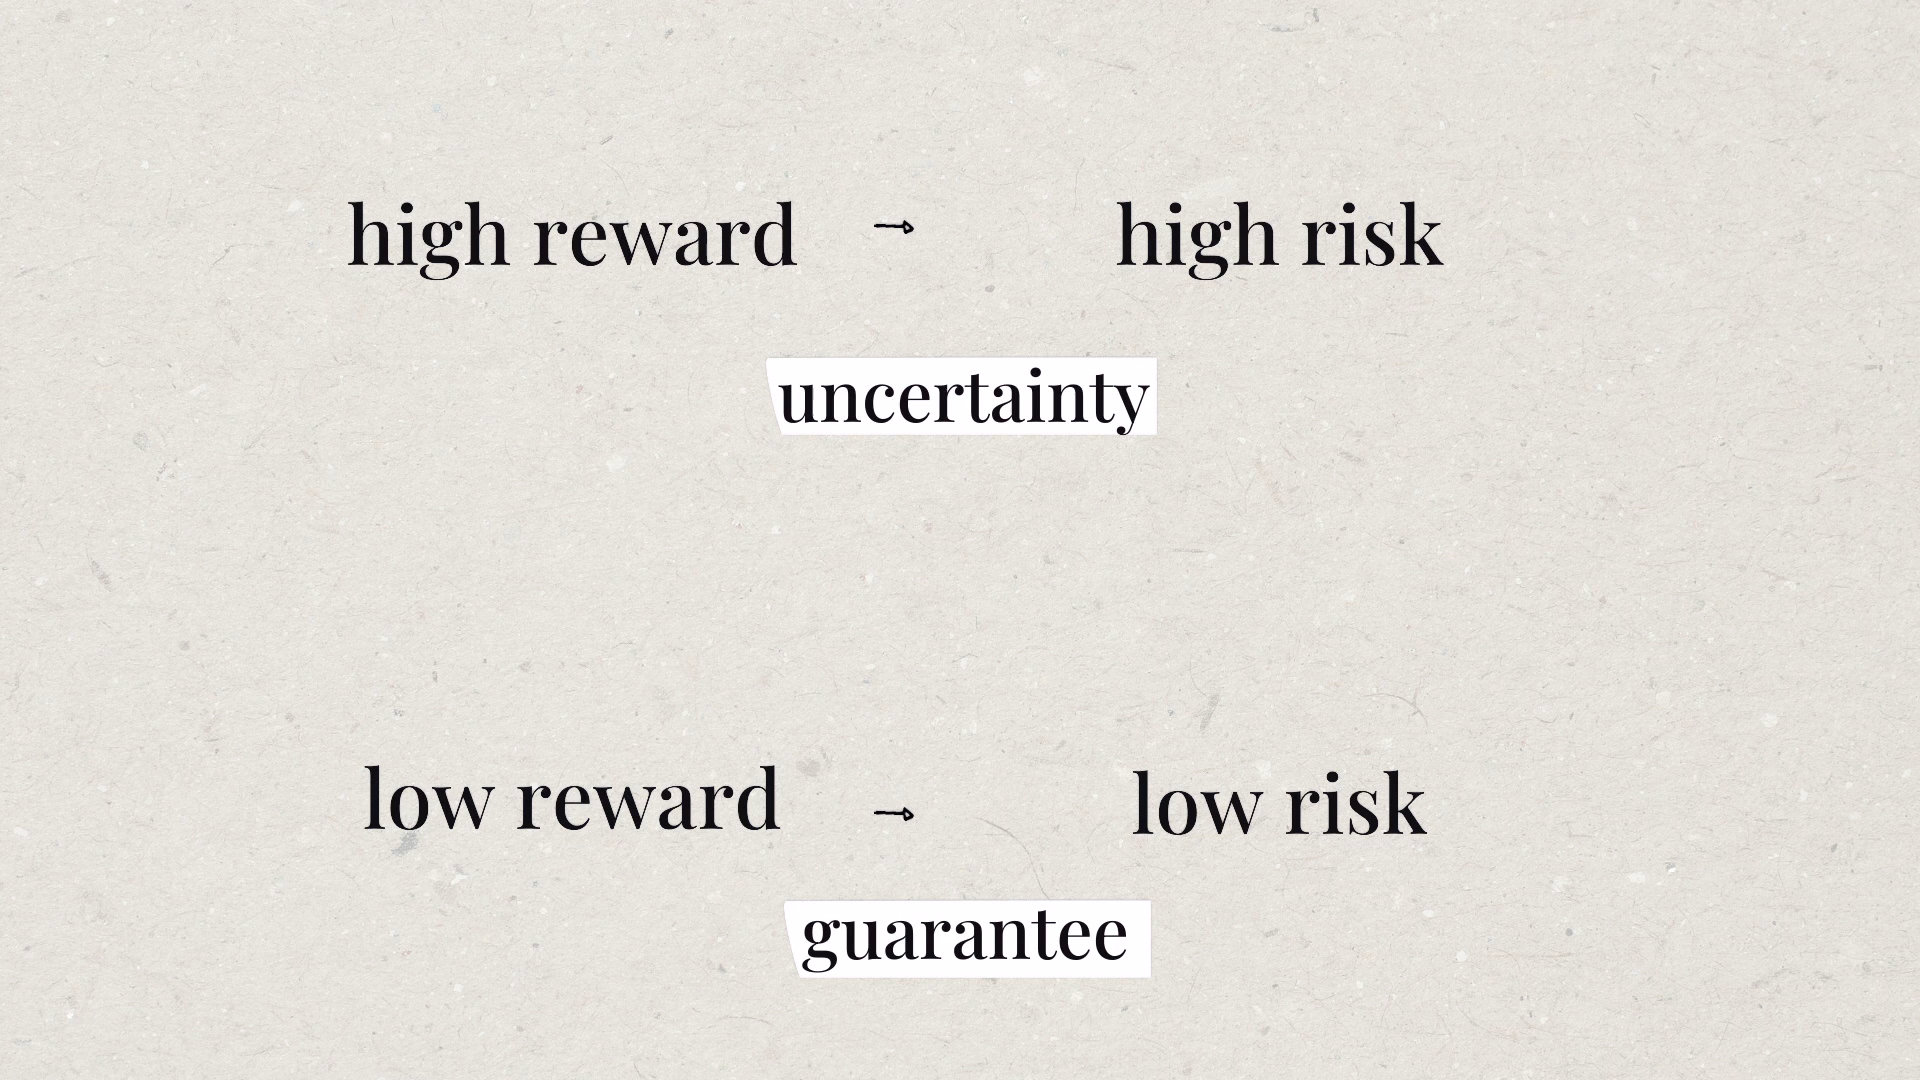 high reward → high risk
uncertainty
low reward → low risk
guarantee